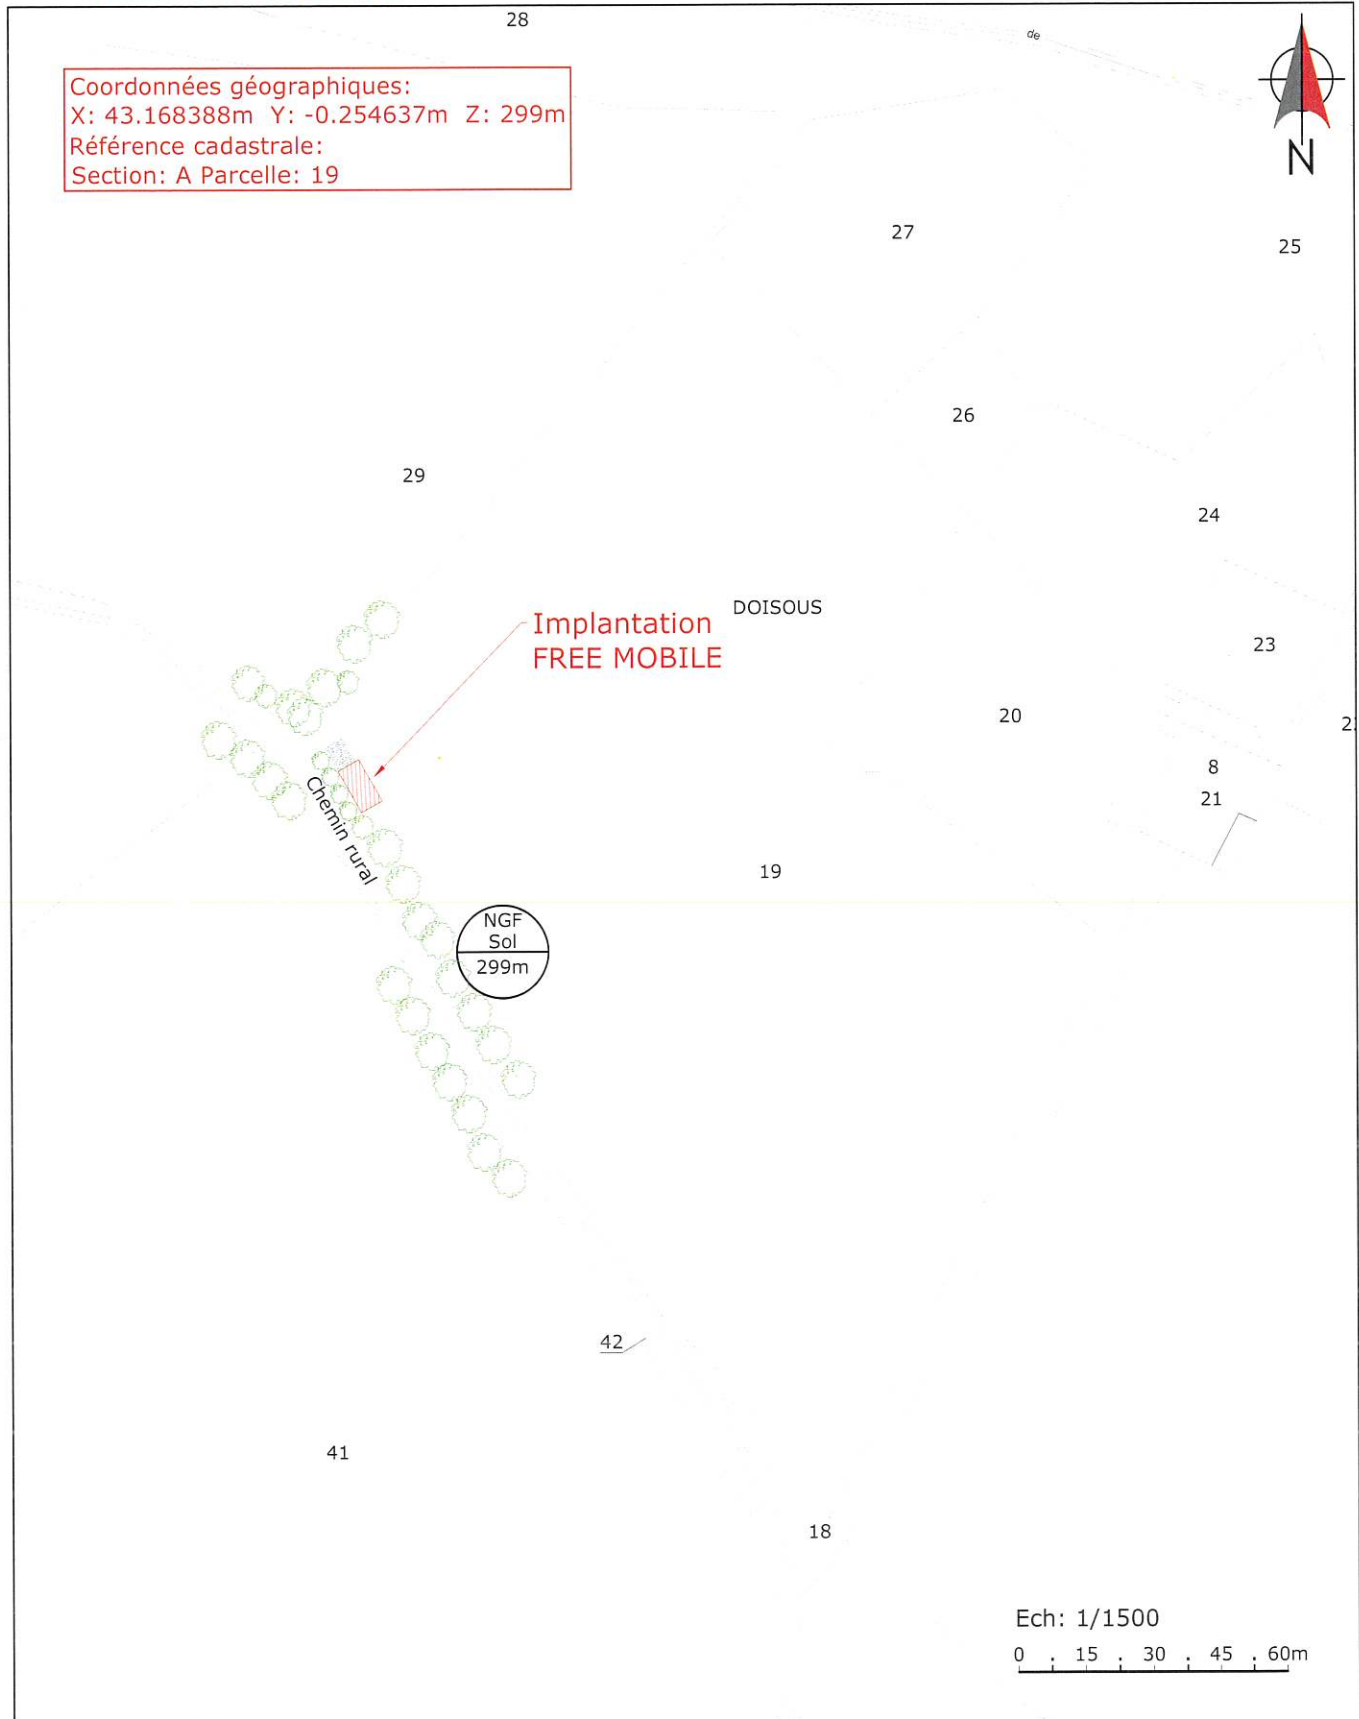 28
de
Coordonnées géographiques:
X: 43.168388m Y: -0.254637m Z: 299m
Référence cadastrale:
Section: A Parcelle: 19
N
27
25
26
29
24
DOISOUS
Implantation
FREE MOBILE
23
20
8
21
Chemin rural
19
NGF
Sol
299m
42
41
18
Ech: 1/1500
0 15 30 45 60m